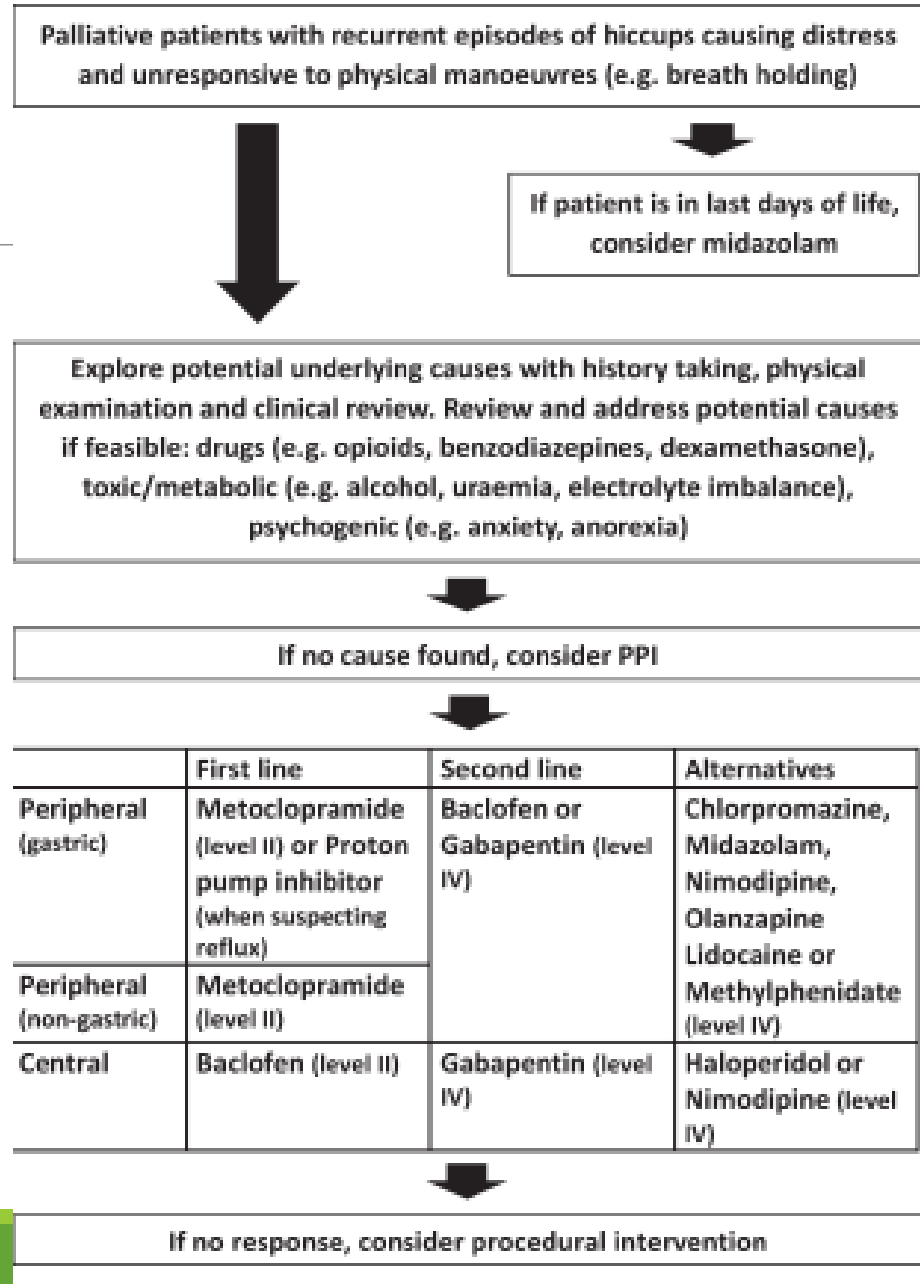 Palliative patients with recurrent episodes of hiccups causing distress
and unresponsive to physical manoeuvres (e.g. breath holding)
If patient is in last days of life,
consider midazolam
Explore potential underlying causes with history taking, physical
examination and clinical review. Review and address potential causes
if feasible: drugs (e.g. opioids, benzodiazepines, dexamethasone),
toxic/metabolic (e.g. alcohol, uraemia, electrolyte imbalance),
psychogenic (e.g. anxiety, anorexia)
If no cause found, consider PPI
First line
Second line
Alternatives
Peripheral
(gastric)
Metoclopramide
(level II) or Proton
pump inhibitor
(when suspecting
reflux)
Baclofen or
Gabapentin (level
IV)
Chlorpromazine,
Midazolam,
Nimodipine,
Olanzapine
Lidocaine or
Methylphenidate
(level IV)
Peripheral
(non-gastric)
Metoclopramide
(level II)
Central
Baclofen (level II)
Gabapentin (level
IV)
Haloperidol or
Nimodipine (level
IV)
If no response, consider procedural intervention